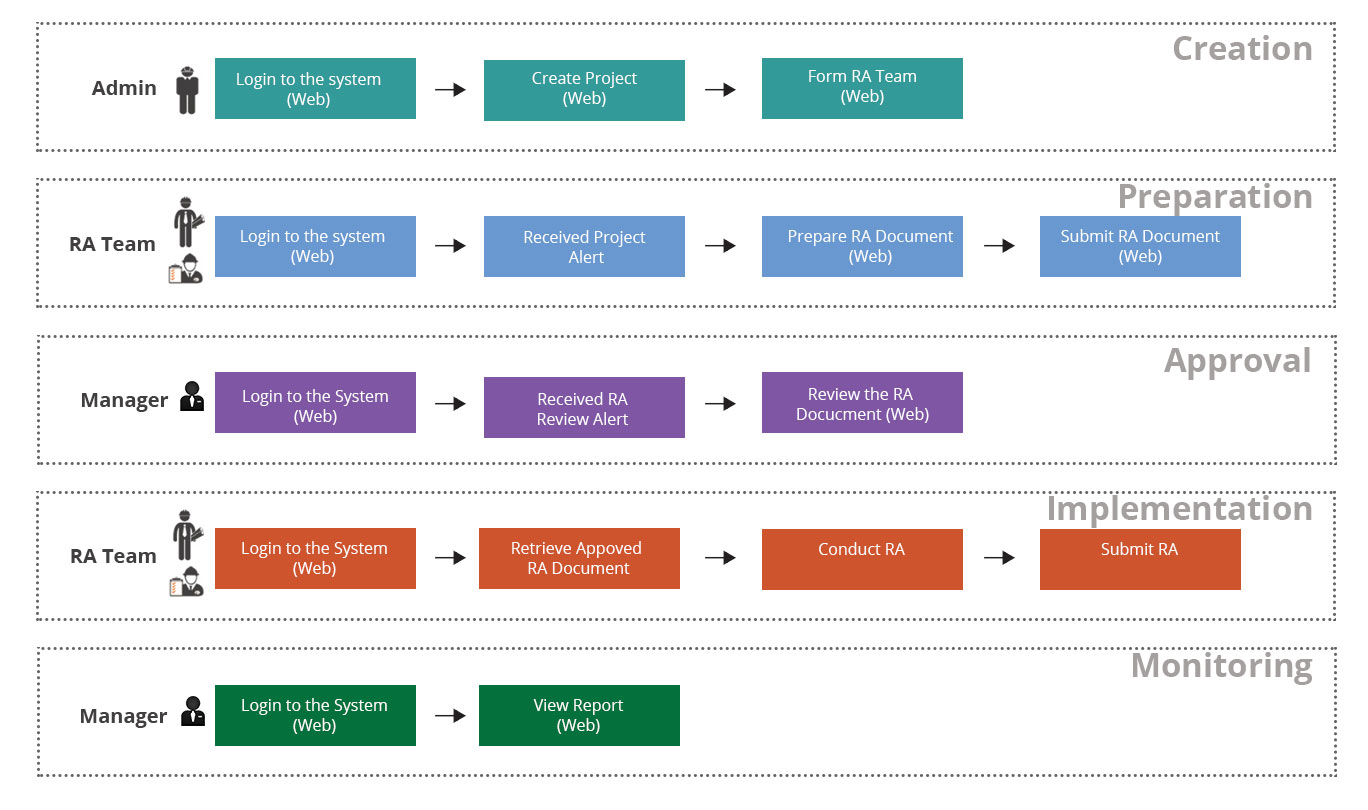 Creation
Admin
Login to the system
(Web)
Create Project
(Web)
Form RA Team
(Web)
Preparation
RA Team
Login to the system
(Web)
Received Project
Alert
Prepare RA Document
(Web)
Submit RA Document
(Web)
Approval
Manager
Login to the System
(Web)
Received RA
Review Alert
Review the RA
Docucment (Web)
Implementation
RA Team
Login to the System
(Web)
Retrieve Appoved
RA Document
Conduct RA
Submit RA
Monitoring
Manager
Login to the System
(Web)
View Report
(Web)